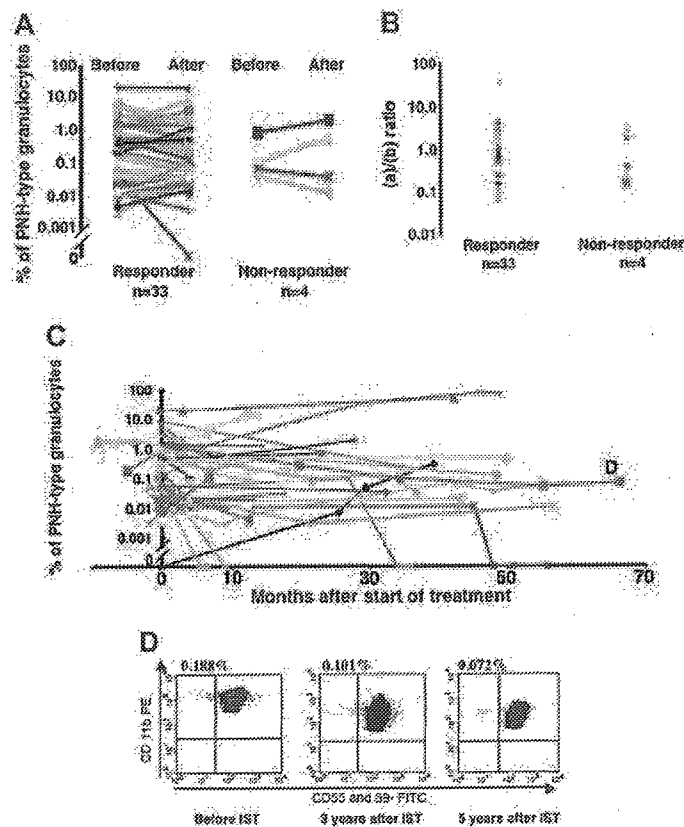 A
% of PNH-type granulocytes
Before After Before After
100
10.0
1.0
0.1
0.01
0.001
0
Responder
n=33
Non-responder
n=4
B
(a)/(b) ratio
100
10.0
1.0
0.1
0.01
Responder
n=33
Non-responder
n=4
C
% of PNH-type granulocytes
100
10.0
1.0
0.1
0.01
0.001
0
D
0 10 30 50 70
Months after start of treatment
D
CD 11b PE
0.188% 0.101% 0.072%
CD55 and 59- FITC
Before IST 3 years after IST 5 years after IST